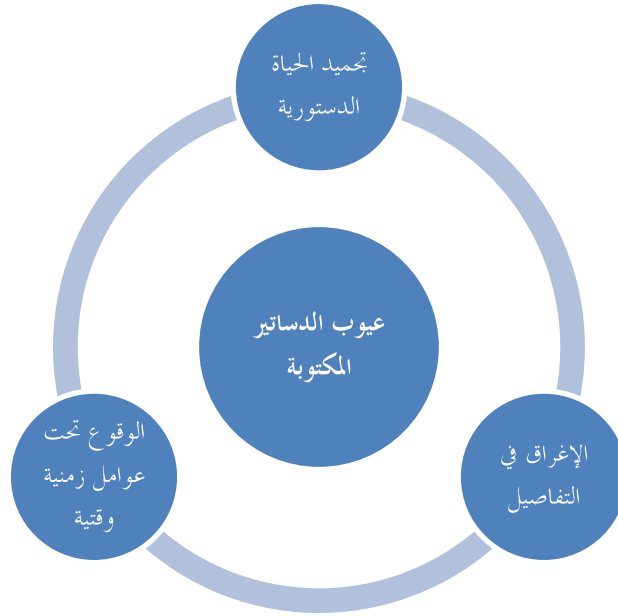 تجميد الحياة
الدستورية
عيوب الدساتير
المكتوبة
الإغراق في
التفاصيل
الوقوع تحت
عوامل زمنية
وقتية